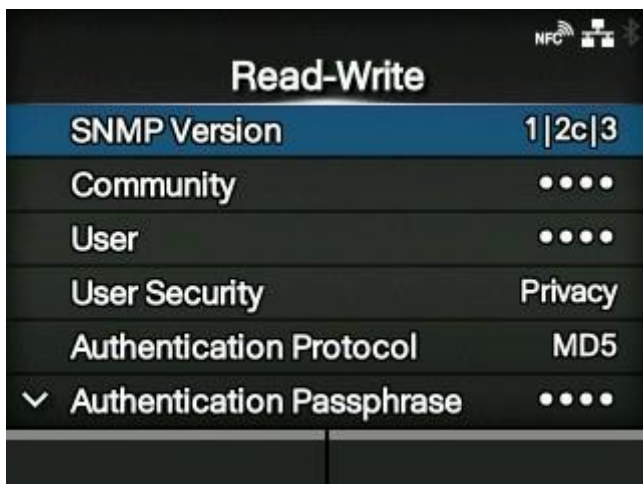 NFC
Read-Write
SNMP Version 1|2c|3
Community ••••
User ••••
User Security Privacy
Authentication Protocol MD5
Authentication Passphrase ••••